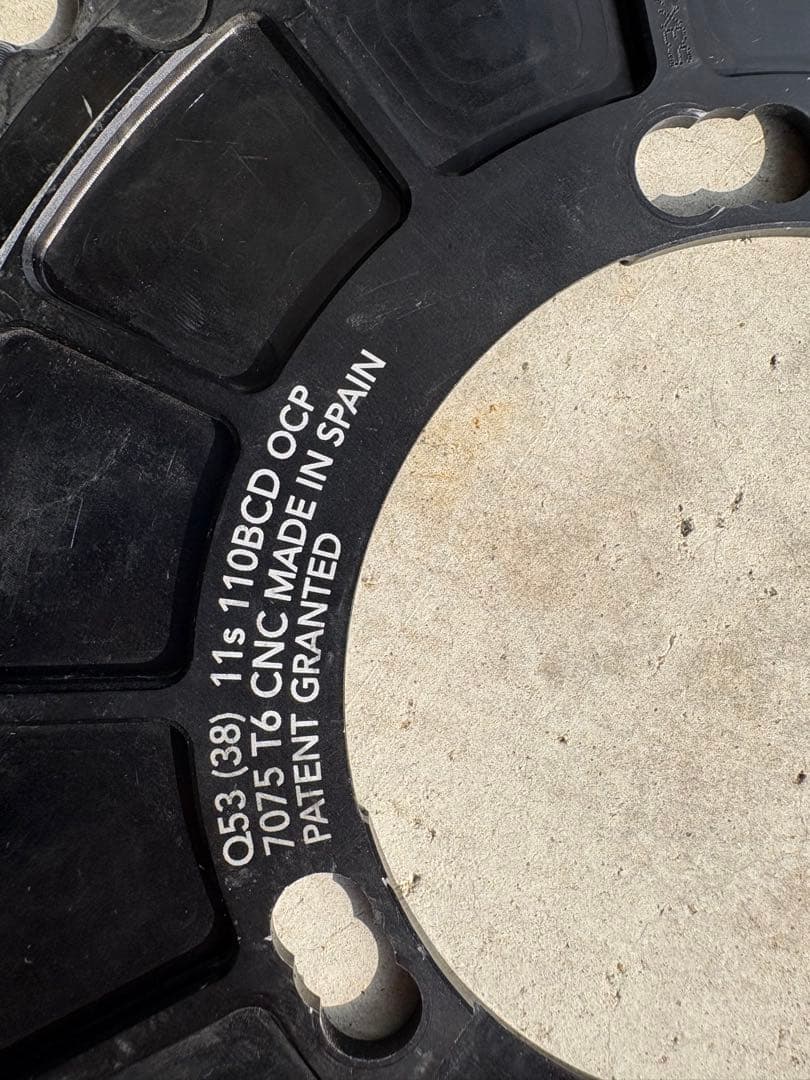 Q53 (38) 11s 110BCD OCP
7075 T6 CNC MADE IN SPAIN
PATENT GRANTED